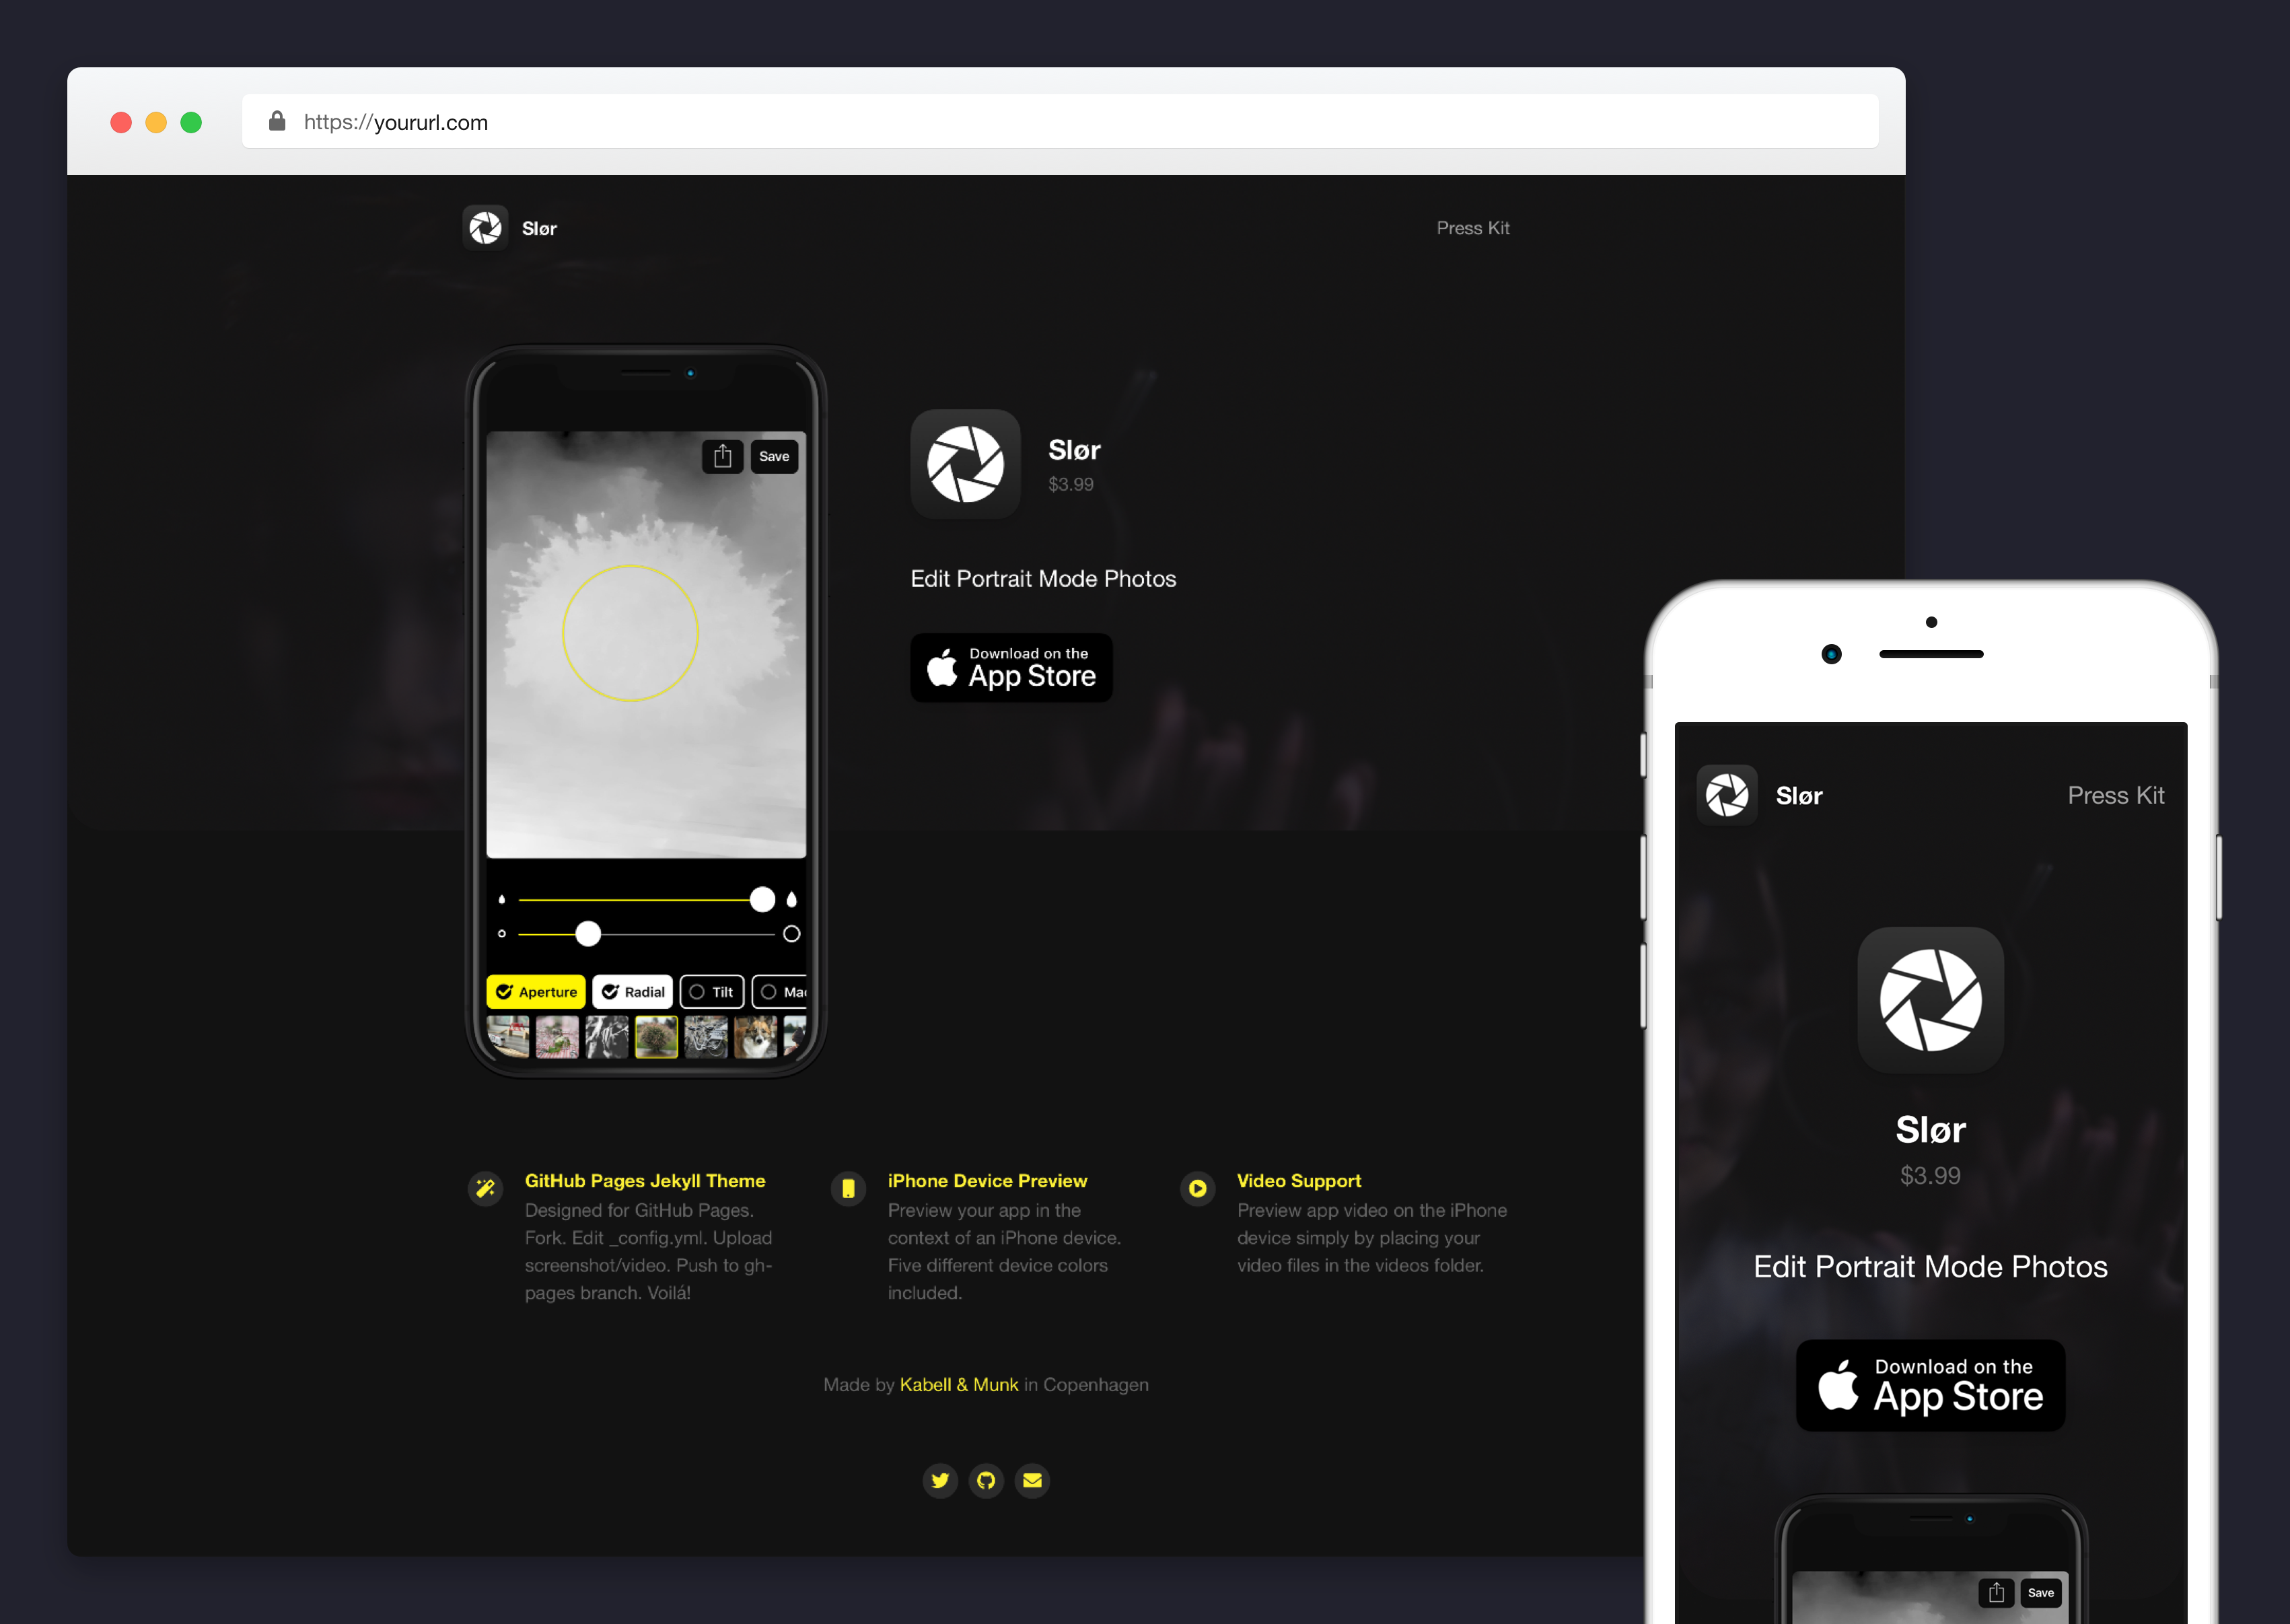 https://yoururl.com
Slør
Press Kit
Save
Slør
$3.99
Edit Portrait Mode Photos
Download on the
App Store
Aperture
Radial
Tilt
Mac
GitHub Pages Jekyll Theme
Designed for GitHub Pages.
Fork. Edit _config.yml. Upload
screenshot/video. Push to gh-
pages branch. Voilá!
iPhone Device Preview
Preview your app in the
context of an iPhone device.
Five different device colors
included.
Video Support
Preview app video on the iPhone
device simply by placing your
video files in the videos folder.
Made by Kabell & Munk in Copenhagen
Slør
Press Kit
Slør
$3.99
Edit Portrait Mode Photos
Download on the
App Store
Save